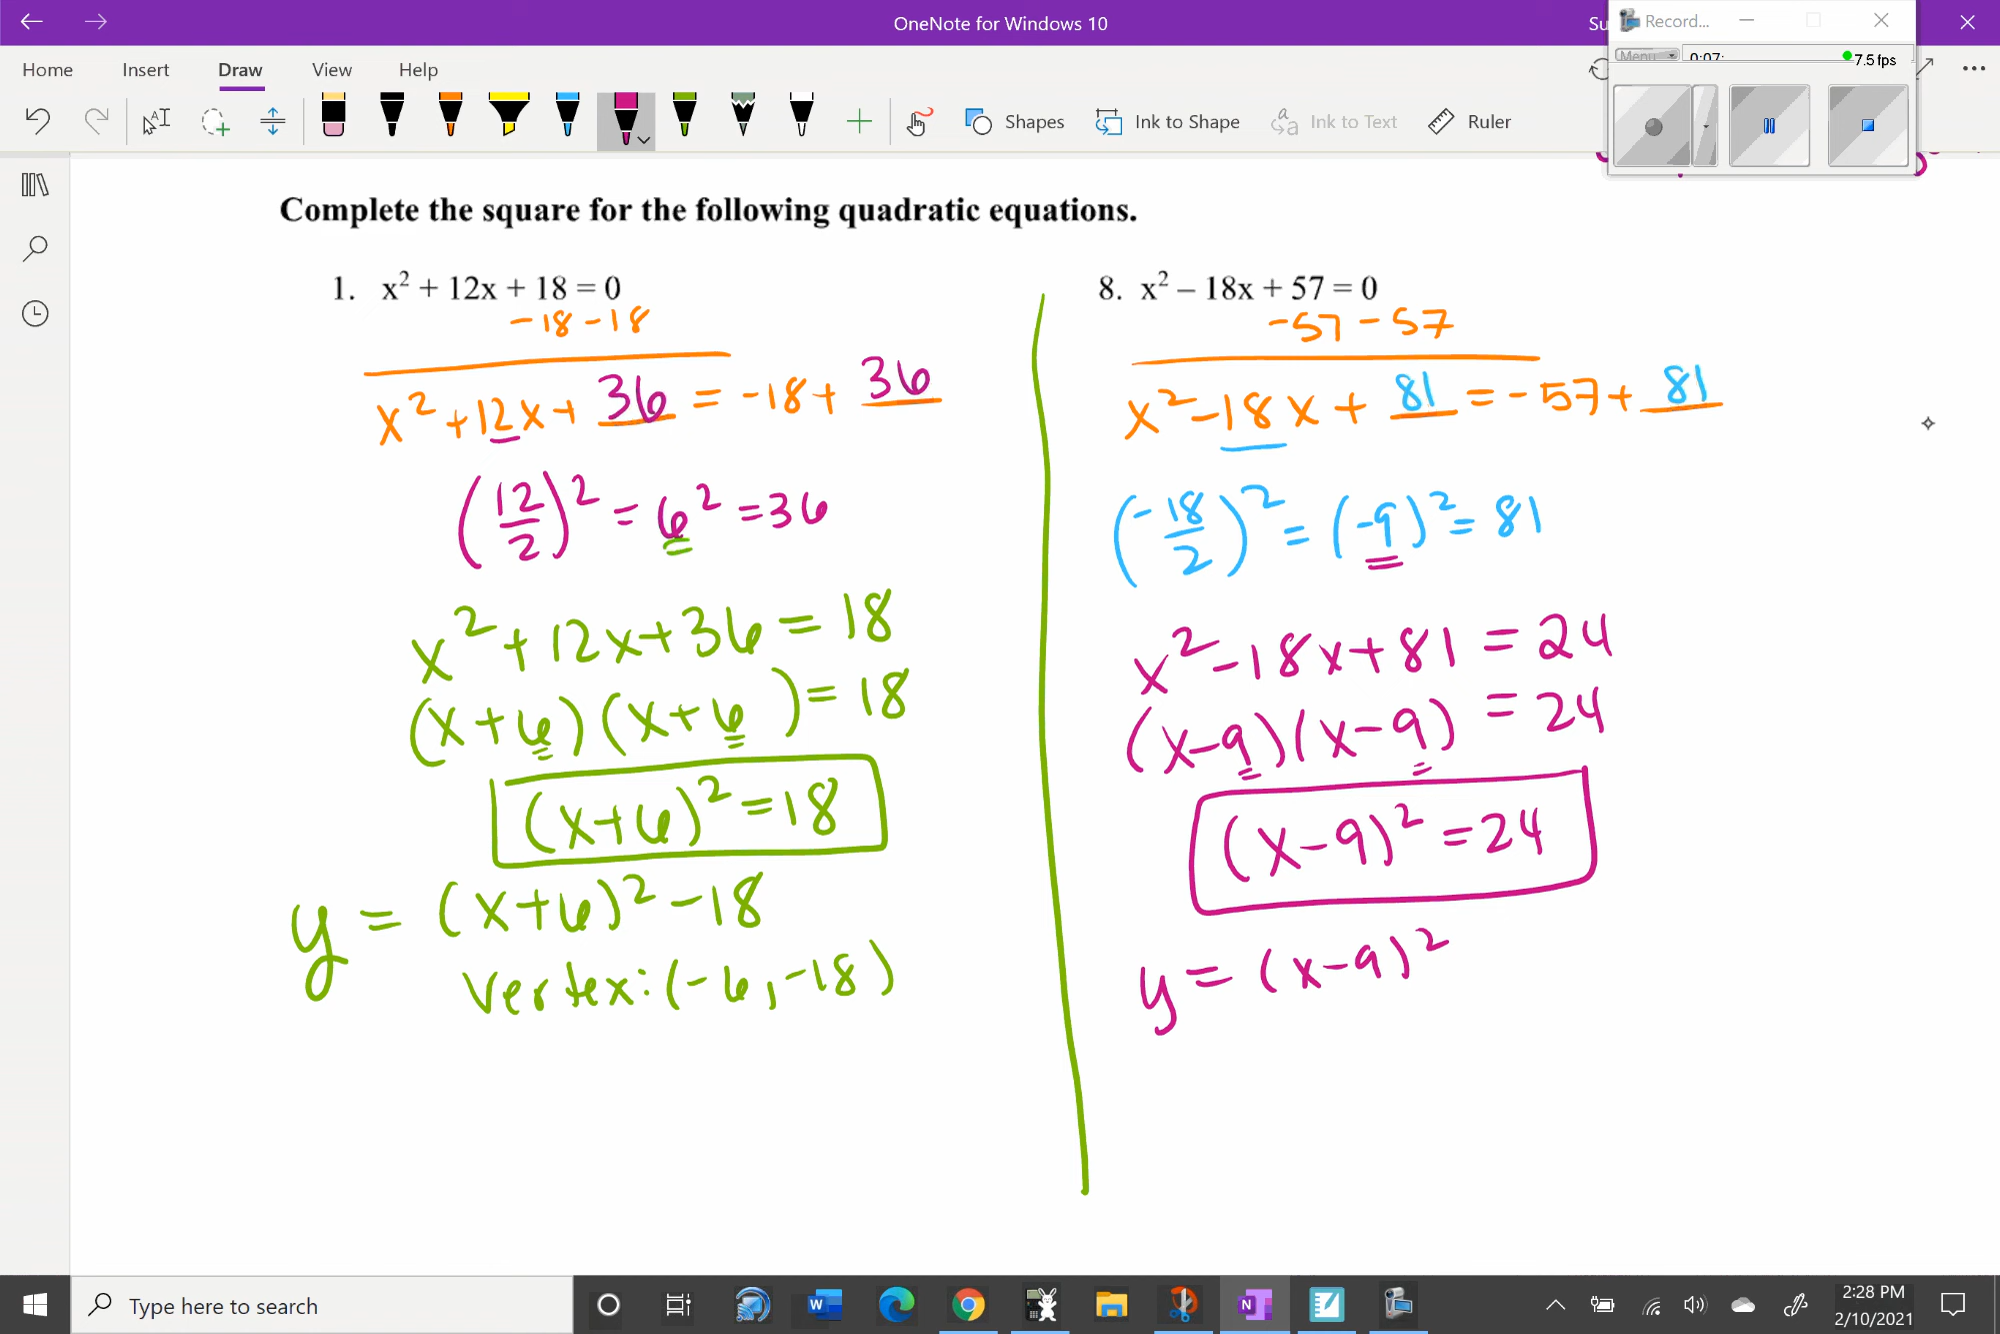 OneNote for Windows 10
Su
Record...
Home Insert Draw View Help
Menu 0:07: 7.5 fps
Shapes Ink to Shape Ink to Text Ruler
Complete the square for the following quadratic equations.
1. x² + 12x + 18 = 0
-18 -18
x² + 12x + 36 = -18 + 36
(12/2)² = 6² = 36
x² + 12x + 36 = 18
(x+6)(x+6) = 18
(x+6)² = 18
y = (x+6)² - 18
vertex: (-6, -18)
8. x² – 18x + 57 = 0
-57 -57
x² - 18x + 81 = -57 + 81
(-18/2)² = (-9)² = 81
x² - 18x + 81 = 24
(x-9)(x-9) = 24
(x-9)² = 24
y = (x-9)²
Type here to search
2:28 PM
2/10/2021